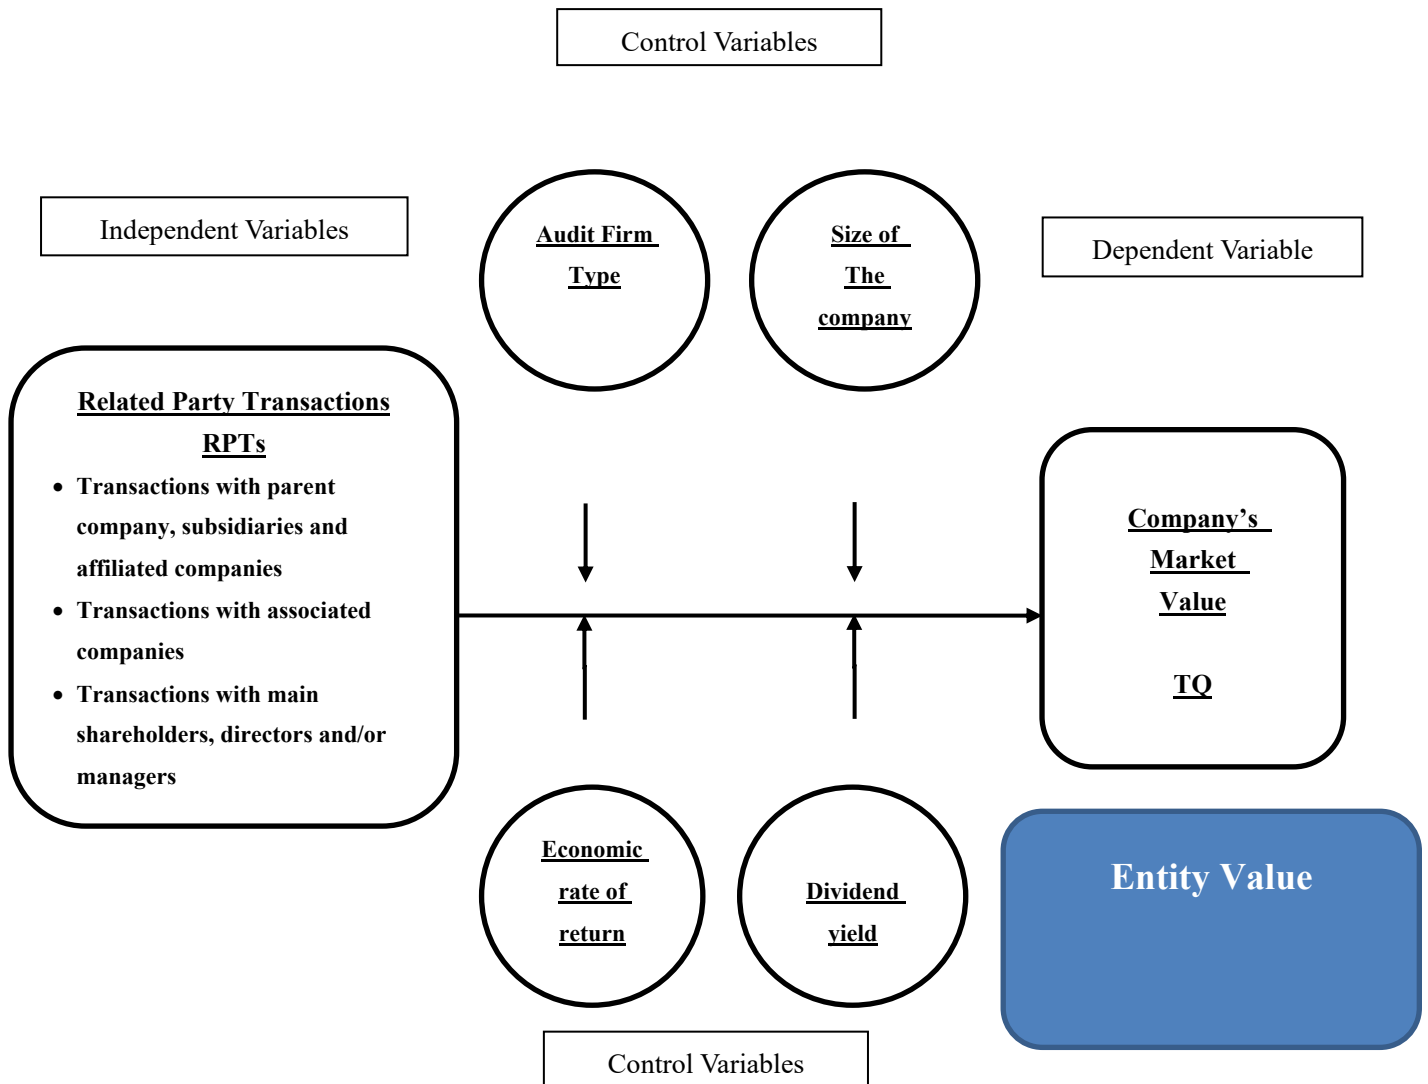 Control Variables
Independent Variables
Audit Firm
Type
Size of
The
company
Dependent Variable
Related Party Transactions
RPTs
• Transactions with parent
company, subsidiaries and
affiliated companies
• Transactions with associated
companies
• Transactions with main
shareholders, directors and/or
managers
Company’s
Market
Value
TQ
Economic
rate of
return
Dividend
yield
Entity Value
Control Variables